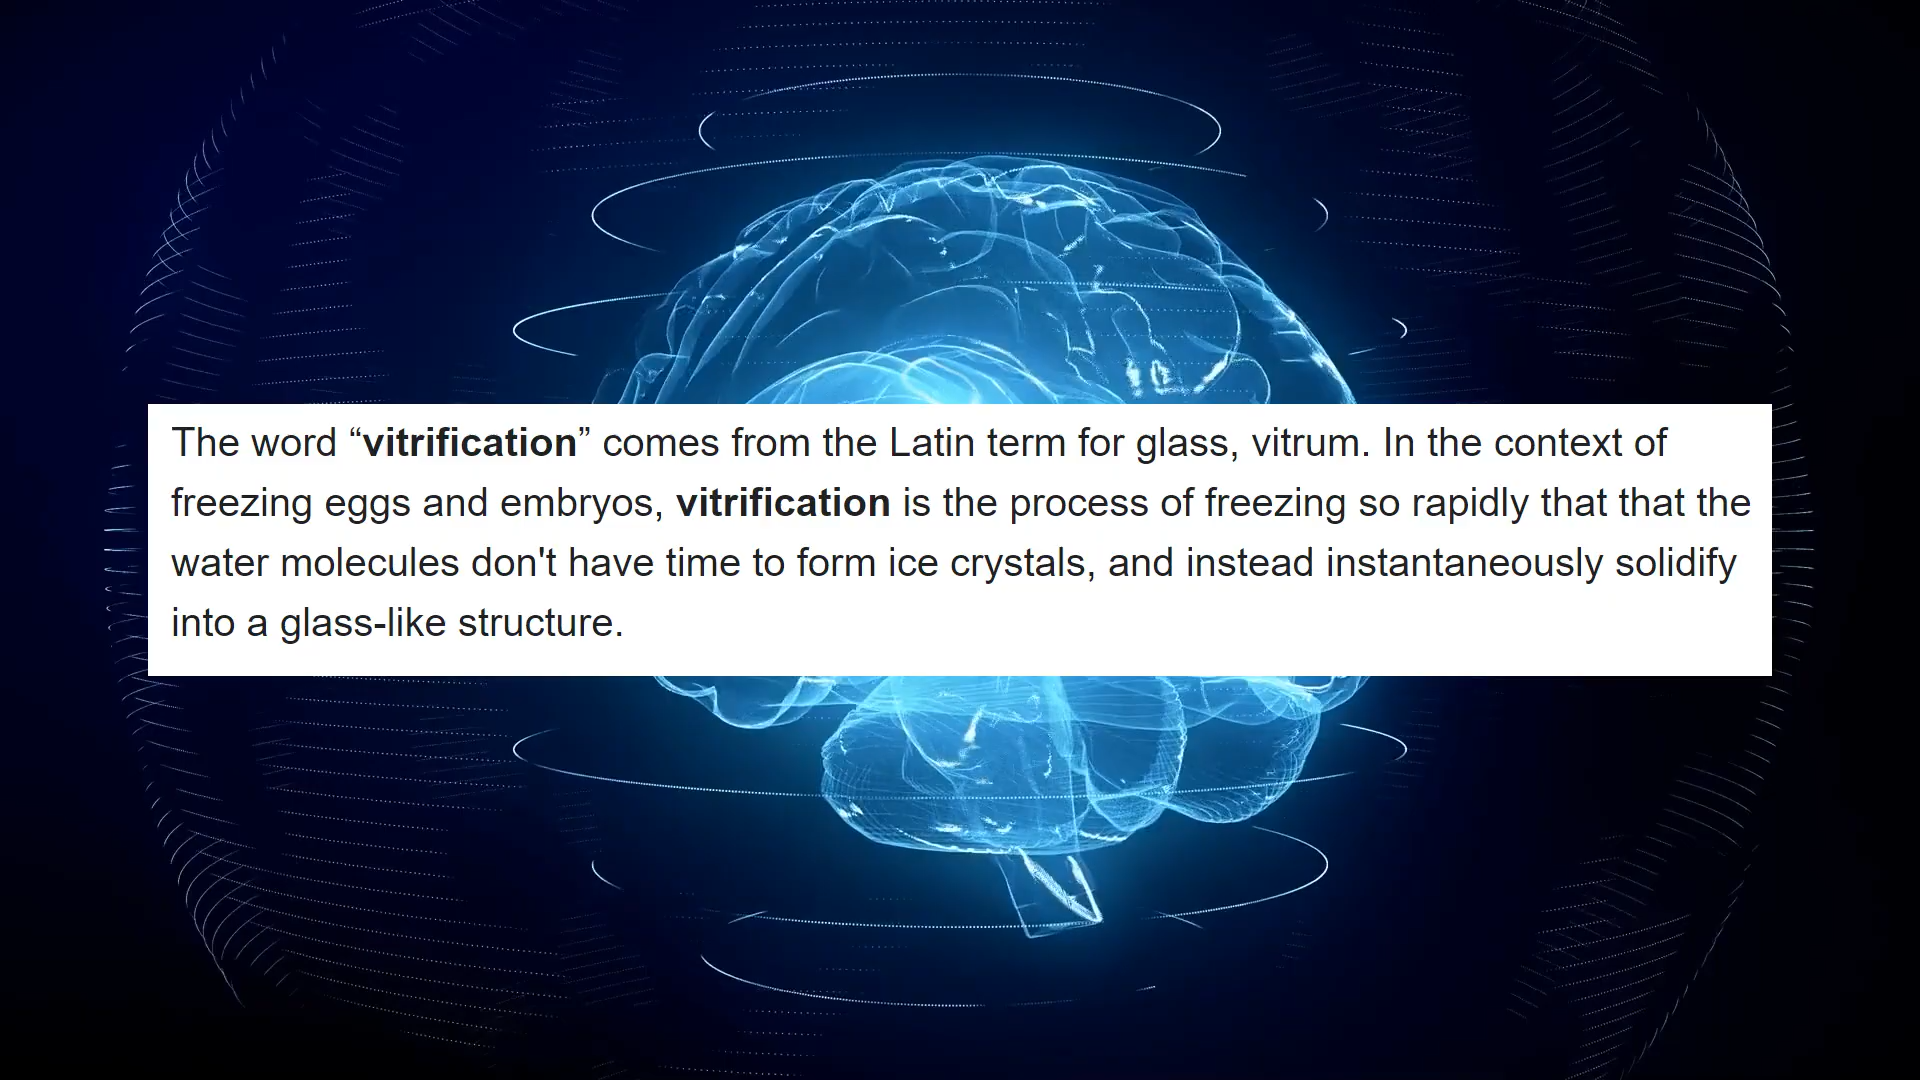 The word “vitrification” comes from the Latin term for glass, vitrum. In the context of
freezing eggs and embryos, vitrification is the process of freezing so rapidly that that the
water molecules don't have time to form ice crystals, and instead instantaneously solidify
into a glass-like structure.